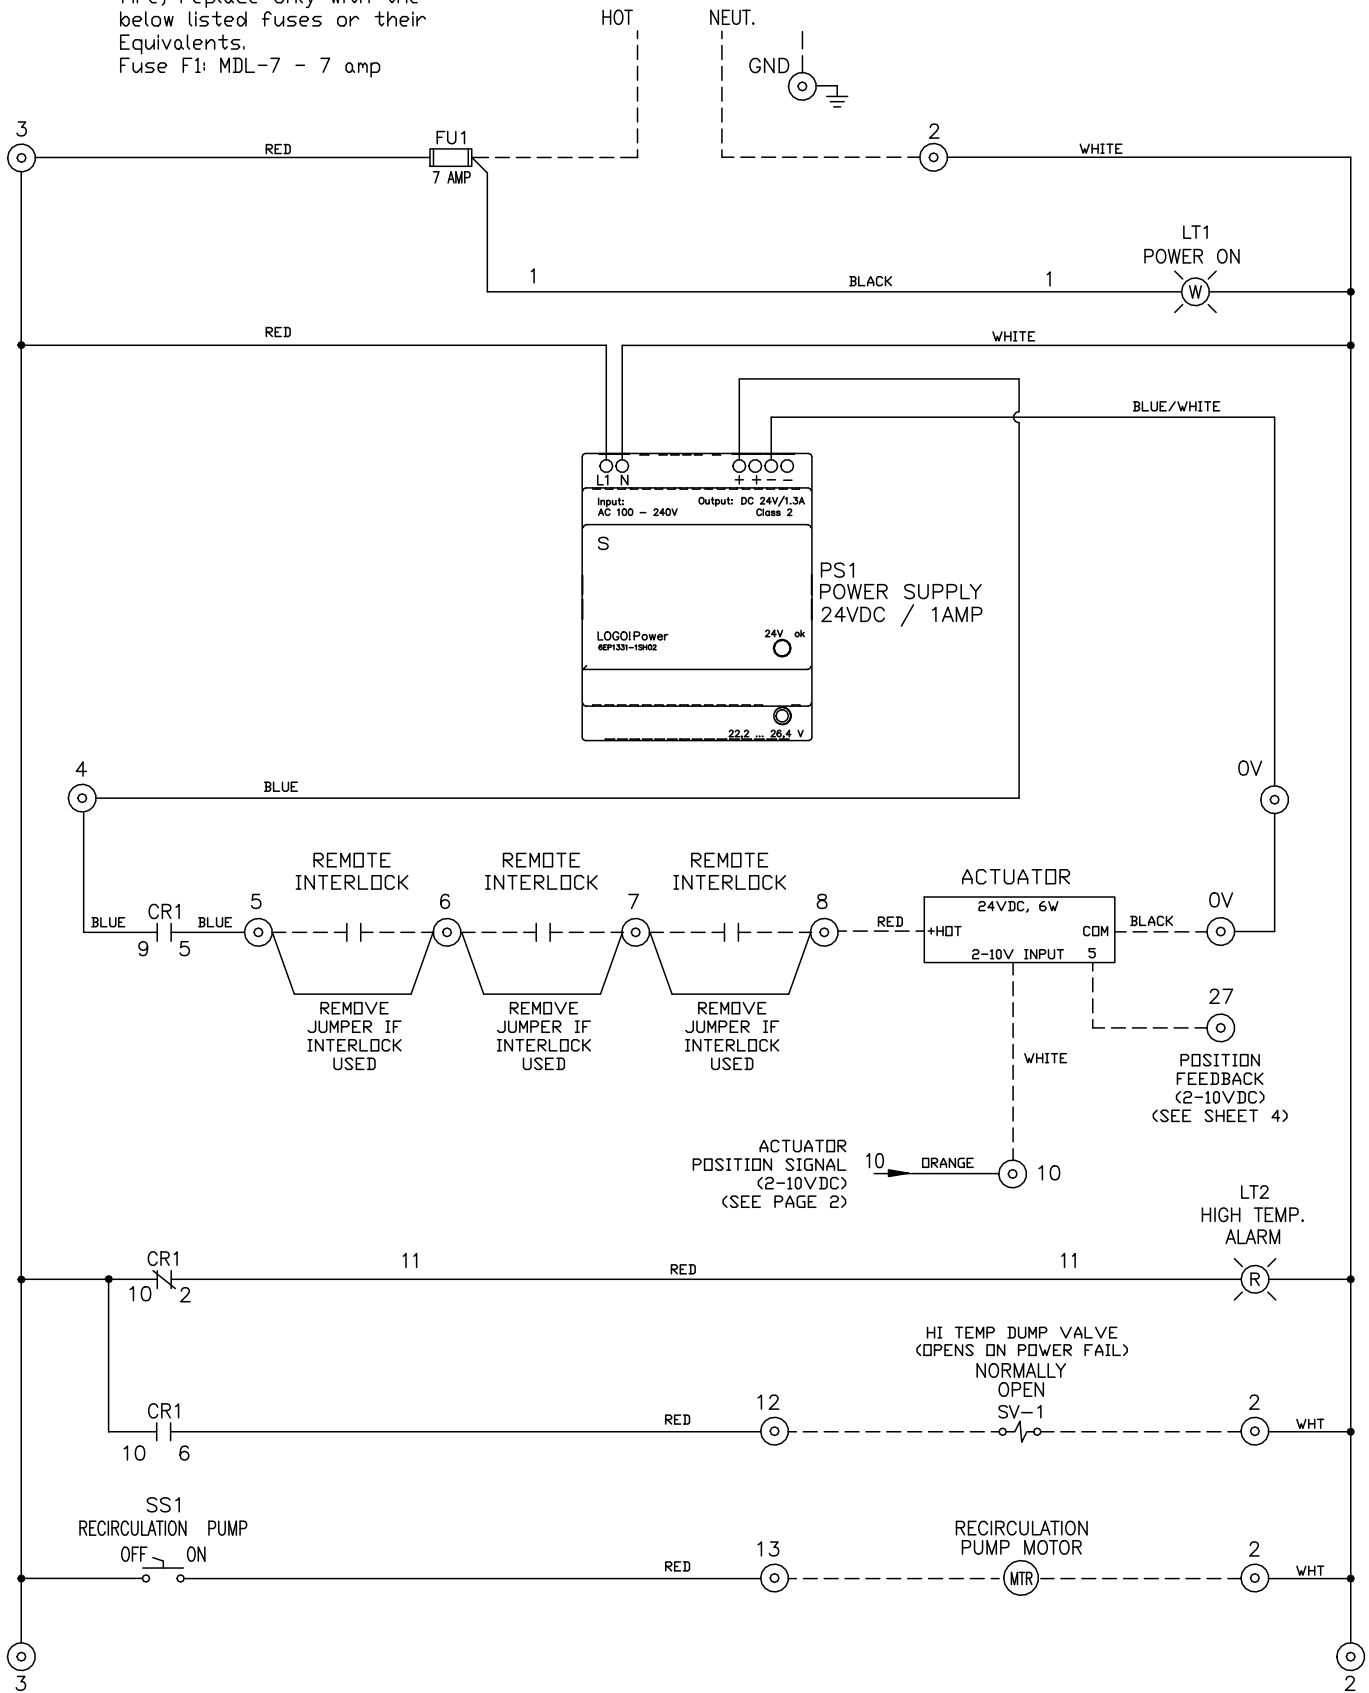 below listed fuses or their
Equivalents.
Fuse F1: MDL-7 - 7 amp
HOT
NEUT.
GND
3
RED
FU1
7 AMP
2
WHITE
LT1
POWER ON
1
BLACK
1
W
RED
WHITE
BLUE/WHITE
L1 N
+ + - -
Input:
AC 100 - 240V
Output: DC 24V/1.3A
Class 2
S
PS1
POWER SUPPLY
24VDC / 1AMP
LOGO!Power
6EP1331-1SH02
24V ok
22,2 ... 26,4 V
4
BLUE
0V
REMOTE
INTERLOCK
REMOTE
INTERLOCK
REMOTE
INTERLOCK
ACTUATOR
BLUE
CR1
9 5
BLUE
5
6
7
8
RED
24VDC, 6W
+HOT
COM
2-10V INPUT 5
BLACK
0V
REMOVE
JUMPER IF
INTERLOCK
USED
REMOVE
JUMPER IF
INTERLOCK
USED
REMOVE
JUMPER IF
INTERLOCK
USED
WHITE
27
POSITION
FEEDBACK
(2-10VDC)
(SEE SHEET 4)
ACTUATOR
POSITION SIGNAL
(2-10VDC)
(SEE PAGE 2)
10
ORANGE
10
LT2
HIGH TEMP.
ALARM
CR1
10 2
11
RED
11
R
HI TEMP DUMP VALVE
(OPENS ON POWER FAIL)
NORMALLY
OPEN
SV-1
CR1
10 6
RED
12
2
WHT
SS1
RECIRCULATION PUMP
OFF ON
RED
13
RECIRCULATION
PUMP MOTOR
MTR
2
WHT
3
2